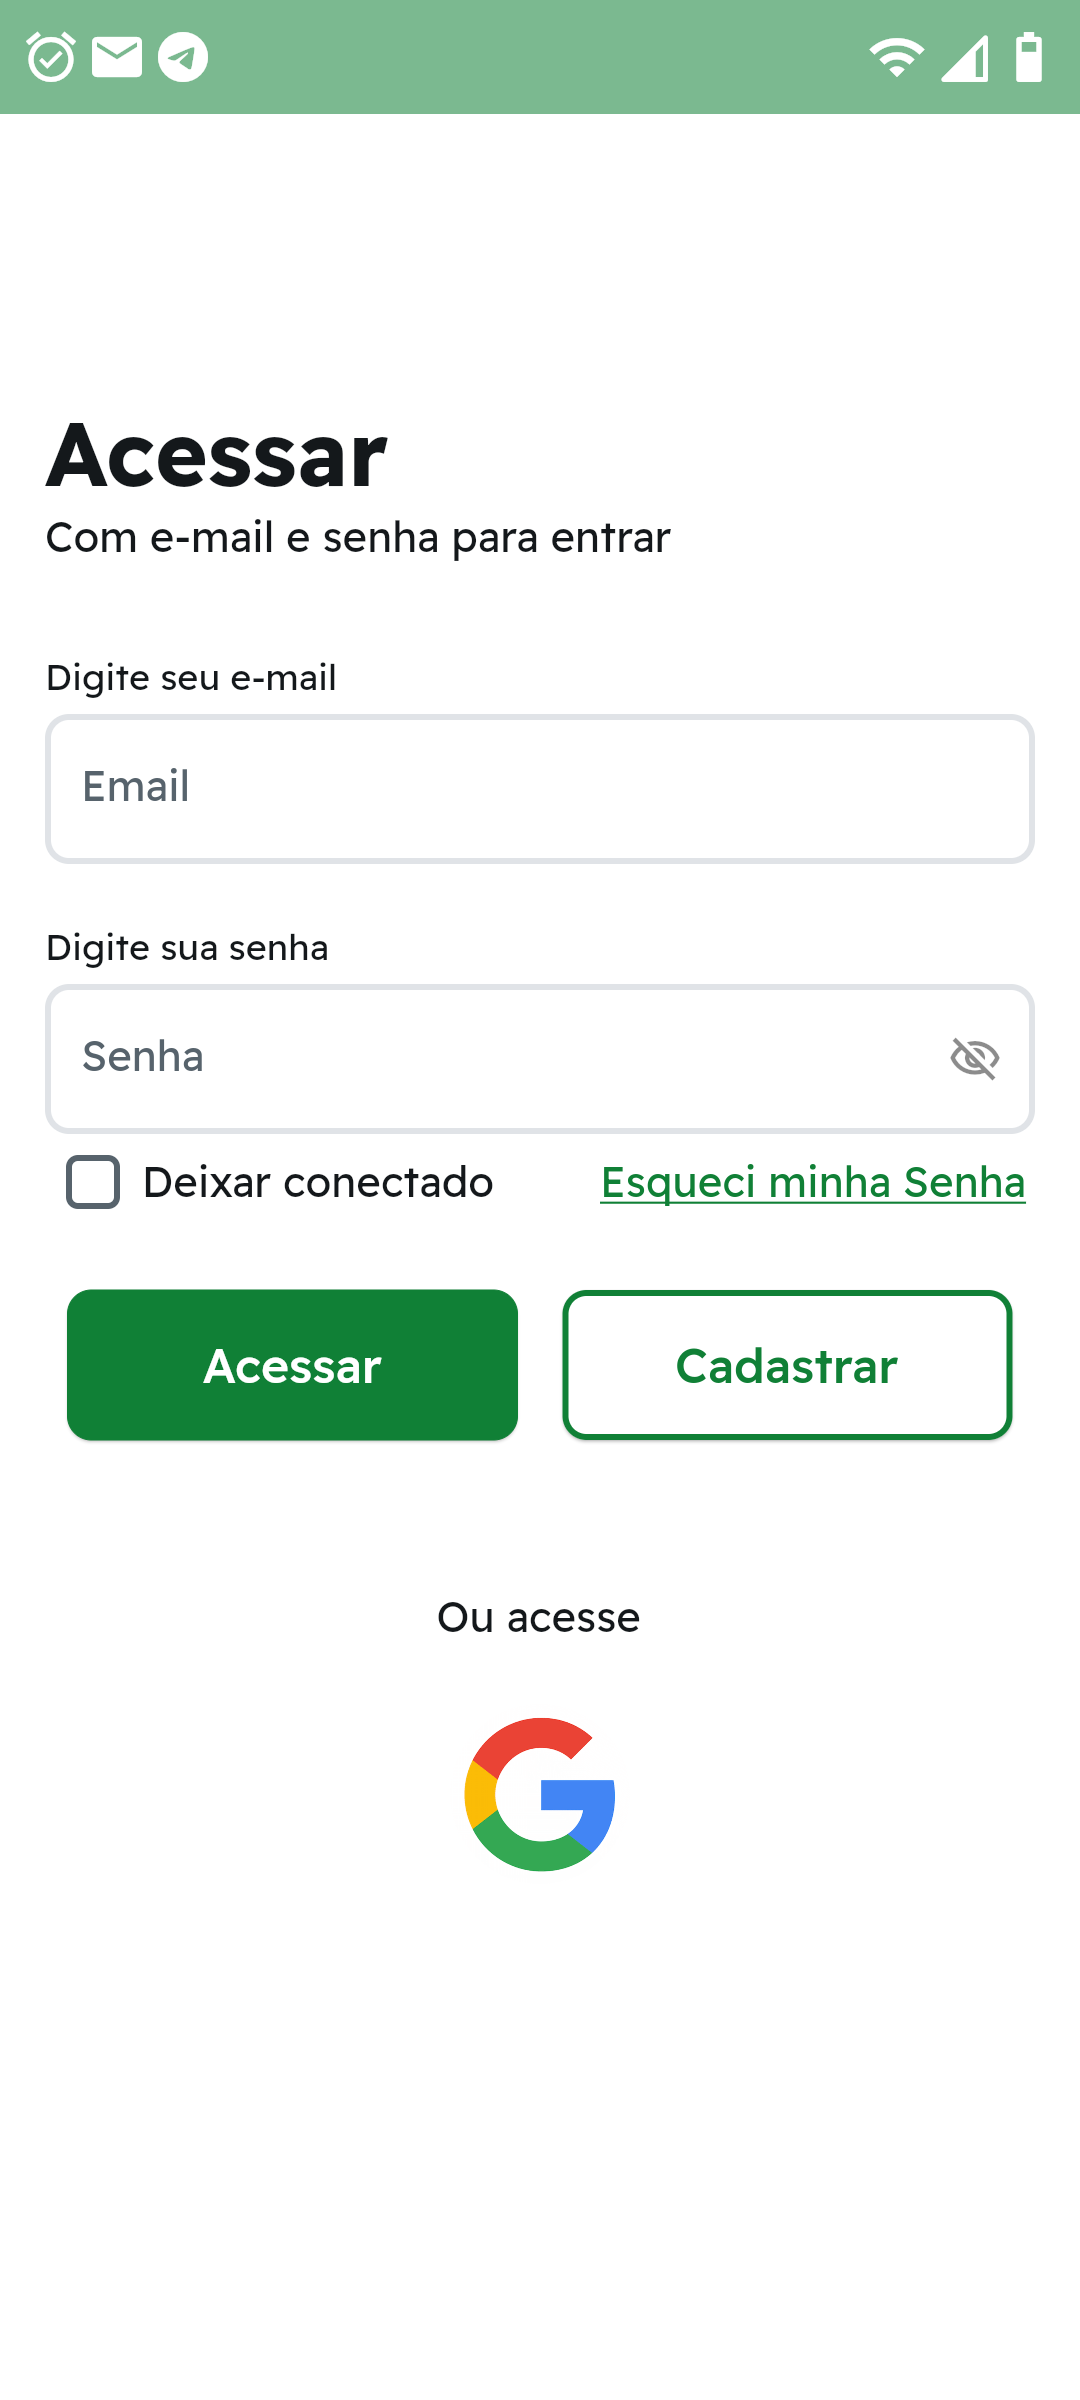 Acessar
Com e-mail e senha para entrar
Digite seu e-mail
Email
Digite sua senha
Senha
Deixar conectado
Esqueci minha Senha
Acessar
Cadastrar
Ou acesse